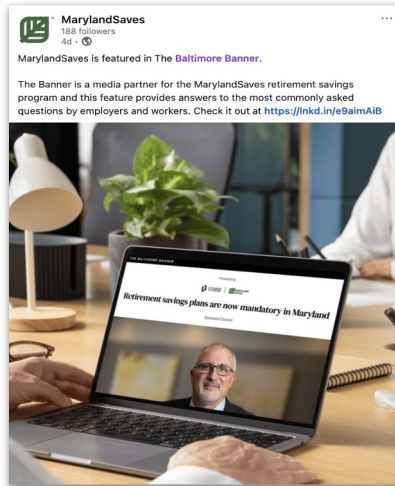 MarylandSaves
188 followers
4d •
MarylandSaves is featured in The Baltimore Banner.
The Banner is a media partner for the MarylandSaves retirement savings
program and this feature provides answers to the most commonly asked
questions by employers and workers. Check it out at https://lnkd.in/e9aimAiB
THE BALTIMORE BANNER
Presented by
Retirement savings plans are now mandatory in Maryland
Sponsored Content